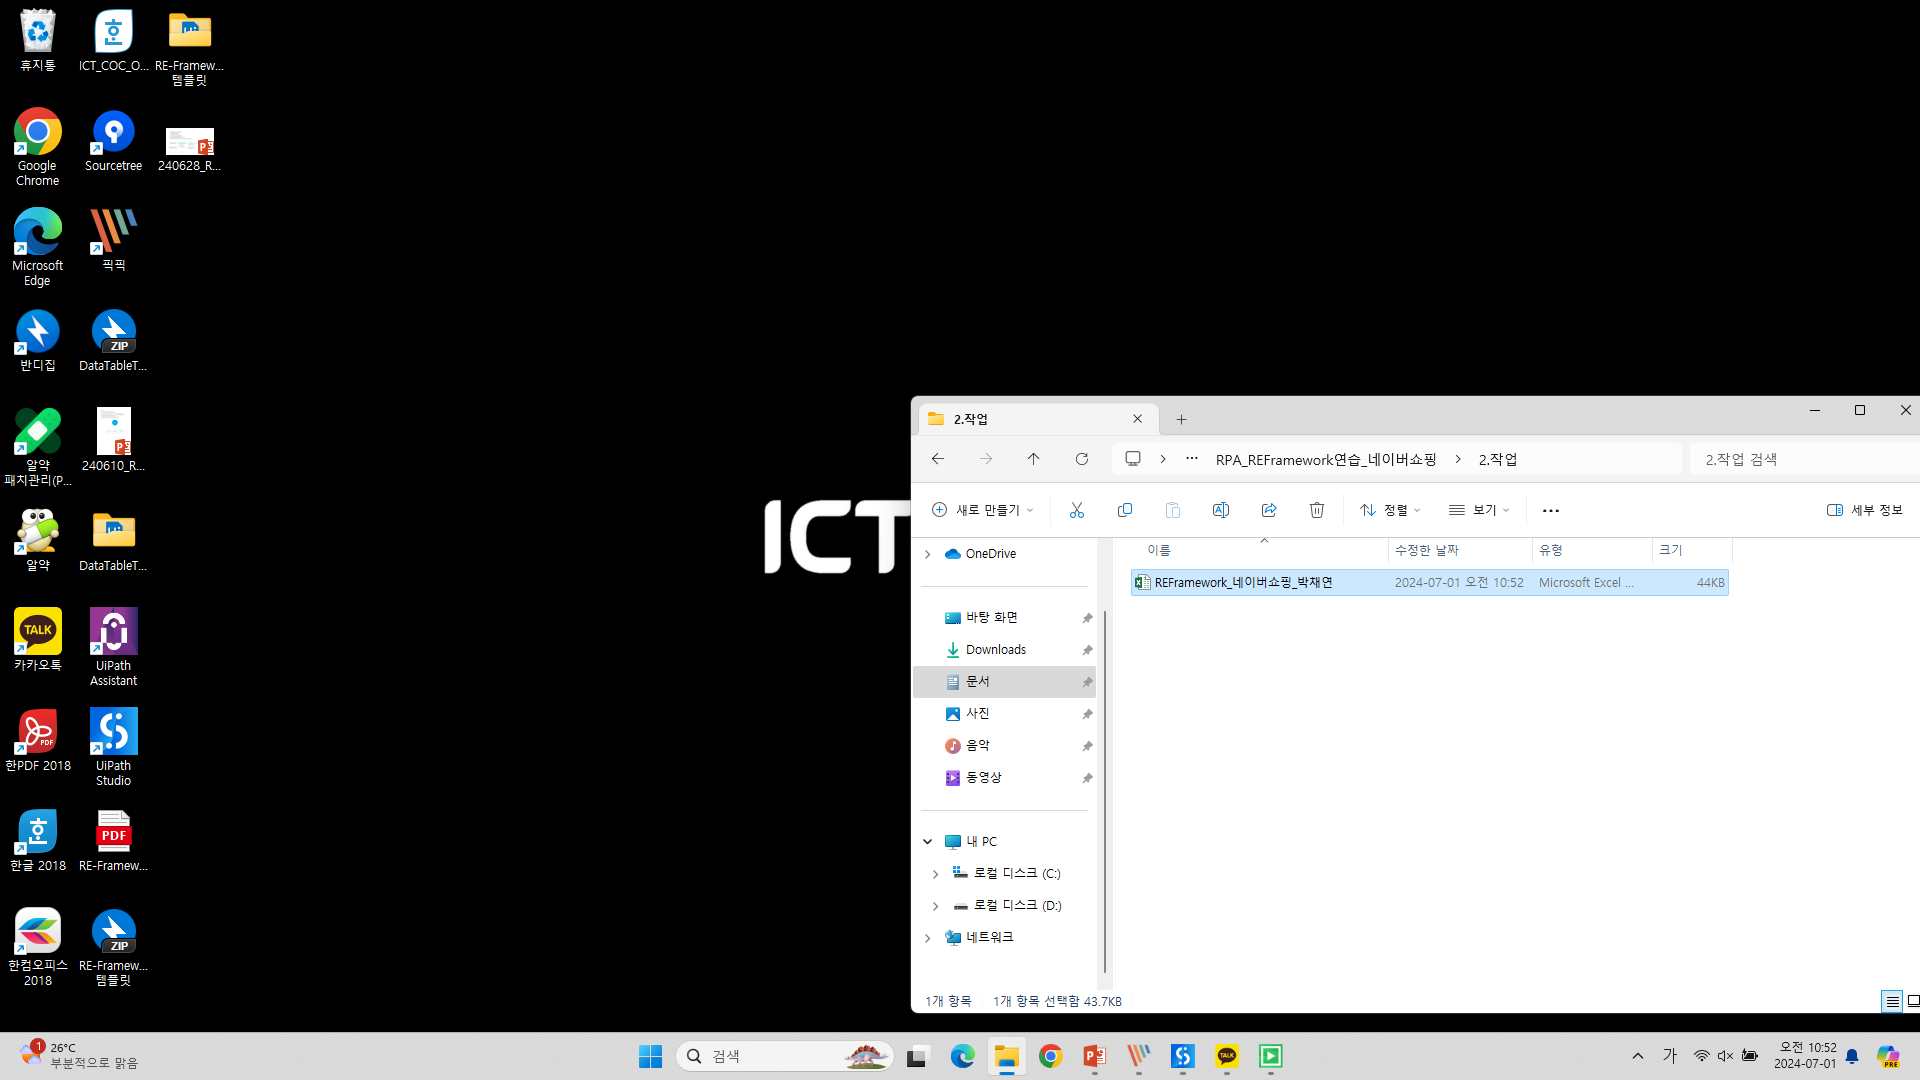 휴지통
ICT_COC_O...
RE-Framew...
템플릿
Google
Chrome
Sourcetree
240628_R...
Microsoft
Edge
픽픽
반디집
ZIP
DataTableT...
알약
패치관리(P...
240610_R...
알약
DataTableT...
TALK
카카오톡
UiPath
Assistant
PDF
한PDF 2018
UiPath
Studio
한글 2018
PDF
RE-Framew...
한컴오피스
2018
ZIP
RE-Framew...
템플릿
ICT
2.작업
RPA_REFramework연습_네이버쇼핑
2.작업
2.작업 검색
새로 만들기
정렬
보기
세부 정보
이름
수정한 날짜
유형
크기
REFramework_네이버쇼핑_박채연
2024-07-01 오전 10:52
Microsoft Excel ...
44KB
OneDrive
바탕 화면
Downloads
문서
사진
음악
동영상
내 PC
로컬 디스크 (C:)
로컬 디스크 (D:)
네트워크
1개 항목
1개 항목 선택함 43.7KB
1
26°C
부분적으로 맑음
검색
TALK
가
오전 10:52
2024-07-01
PRE